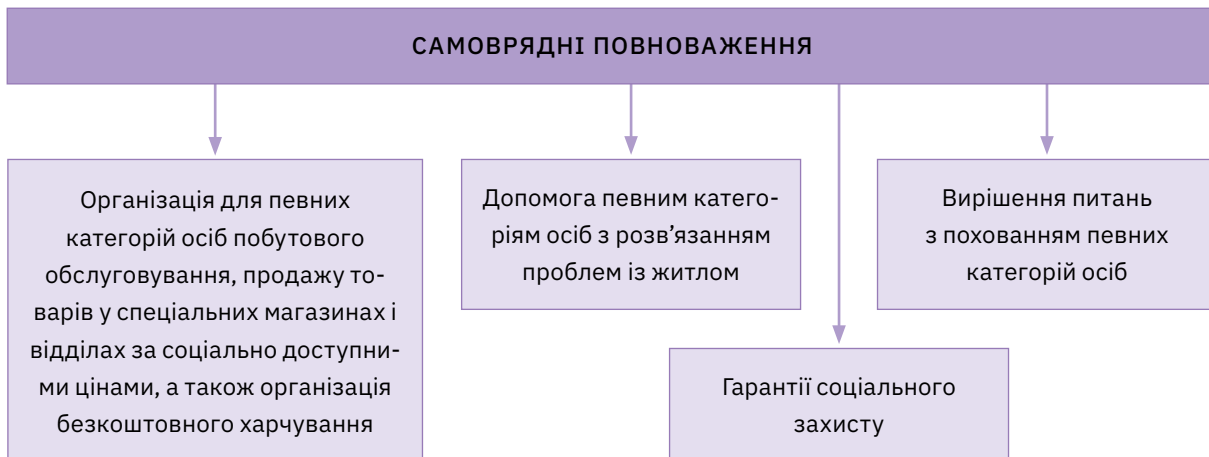 САМОВРЯДНІ ПОВНОВАЖЕННЯ
Організація для певних
категорій осіб побутового
обслуговування, продажу то-
варів у спеціальних магазинах і
відділах за соціально доступни-
ми цінами, а також організація
безкоштовного харчування
Допомога певним катего-
ріям осіб з розв’язанням
проблем із житлом
Гарантії соціального
захисту
Вирішення питань
з похованням певних
категорій осіб